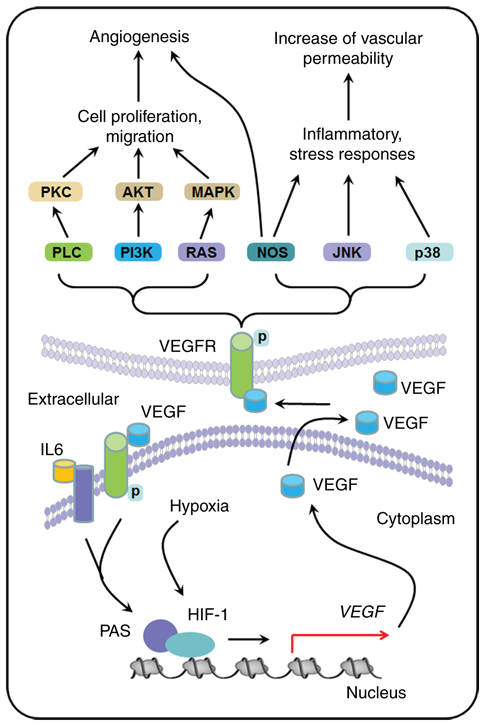 Angiogenesis
Increase of vascular
permeability
Cell proliferation,
migration
Inflammatory,
stress responses
PKC
AKT
MAPK
PLC
PI3K
RAS
NOS
JNK
p38
VEGFR
p
Extracellular
VEGF
VEGF
VEGF
IL6
p
Hypoxia
VEGF
Cytoplasm
PAS
HIF-1
VEGF
Nucleus